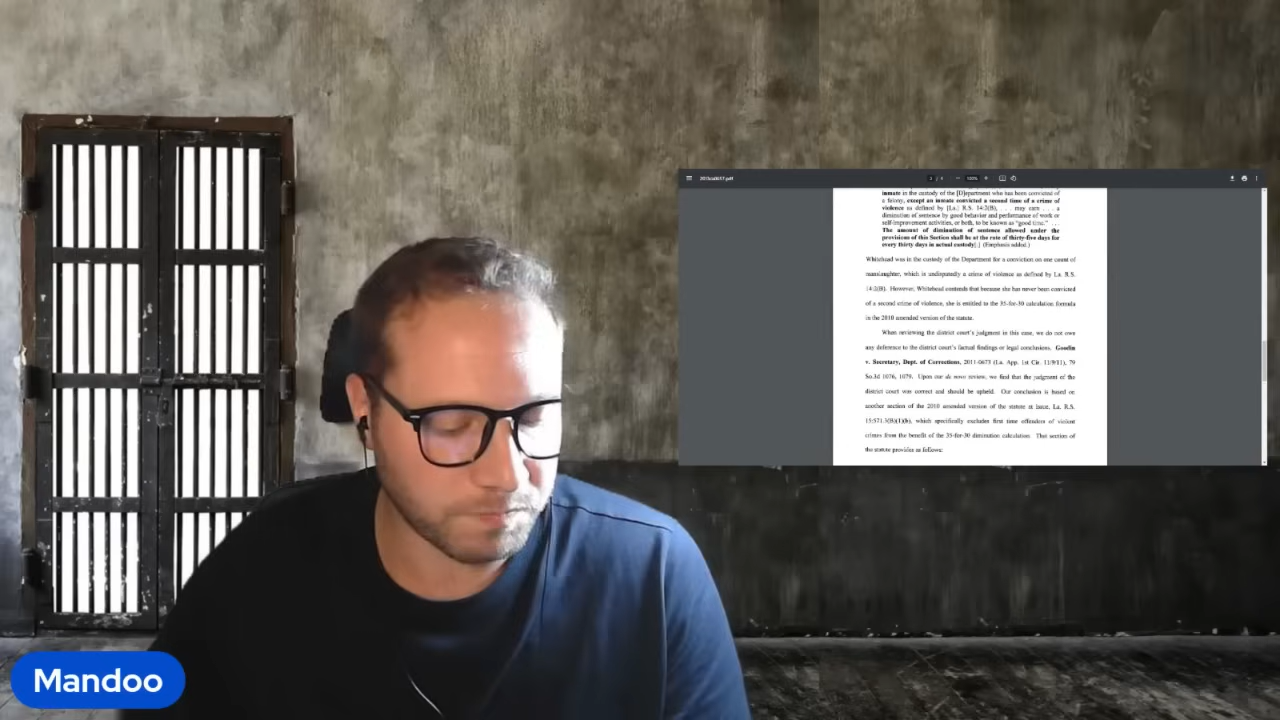 2013ca0837.pdf
100%
inmate in the custody of the [D]epartment who has been convicted of
a felony, except an inmate convicted a second time of a crime of
violence as defined by [La.] R.S. 14:2(B), . . . may earn . . . a
diminution of sentence by good behavior and performance of work or
self-improvement activities, or both, to be known as "good time." . . .
The amount of diminution of sentence allowed under the
provisions of this Section shall be at the rate of thirty-five days for
every thirty days in actual custody[.] (Emphasis added.)
Whitehead was in the custody of the Department for a conviction on one count of
manslaughter, which is undisputedly a crime of violence as defined by La. R.S.
14:2(B). However, Whitehead contends that because she has never been convicted
of a second crime of violence, she is entitled to the 35-for-30 calculation formula
in the 2010 amended version of the statute.
When reviewing the district court's judgment in this case, we do not owe
any deference to the district court's factual findings or legal conclusions. Goselin
v. Secretary, Dept. of Corrections, 2011-0673 (La. App. 1st Cir. 11/9/11), 79
So.3d 1076, 1079. Upon our de novo review, we find that the judgment of the
district court was correct and should be upheld. Our conclusion is based on
another section of the 2010 amended version of the statute at issue, La. R.S.
15:571.3(B)(1)(b), which specifically excludes first time offenders of violent
crimes from the benefit of the 35-for-30 diminution calculation. That section of
the statute provides as follows:
Mandoo